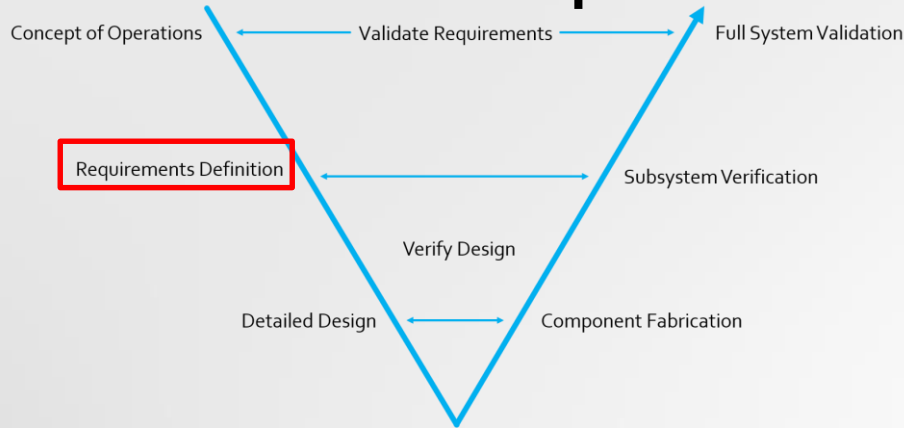 Concept of Operations
Validate Requirements
Full System Validation
Requirements Definition
Subsystem Verification
Verify Design
Detailed Design
Component Fabrication